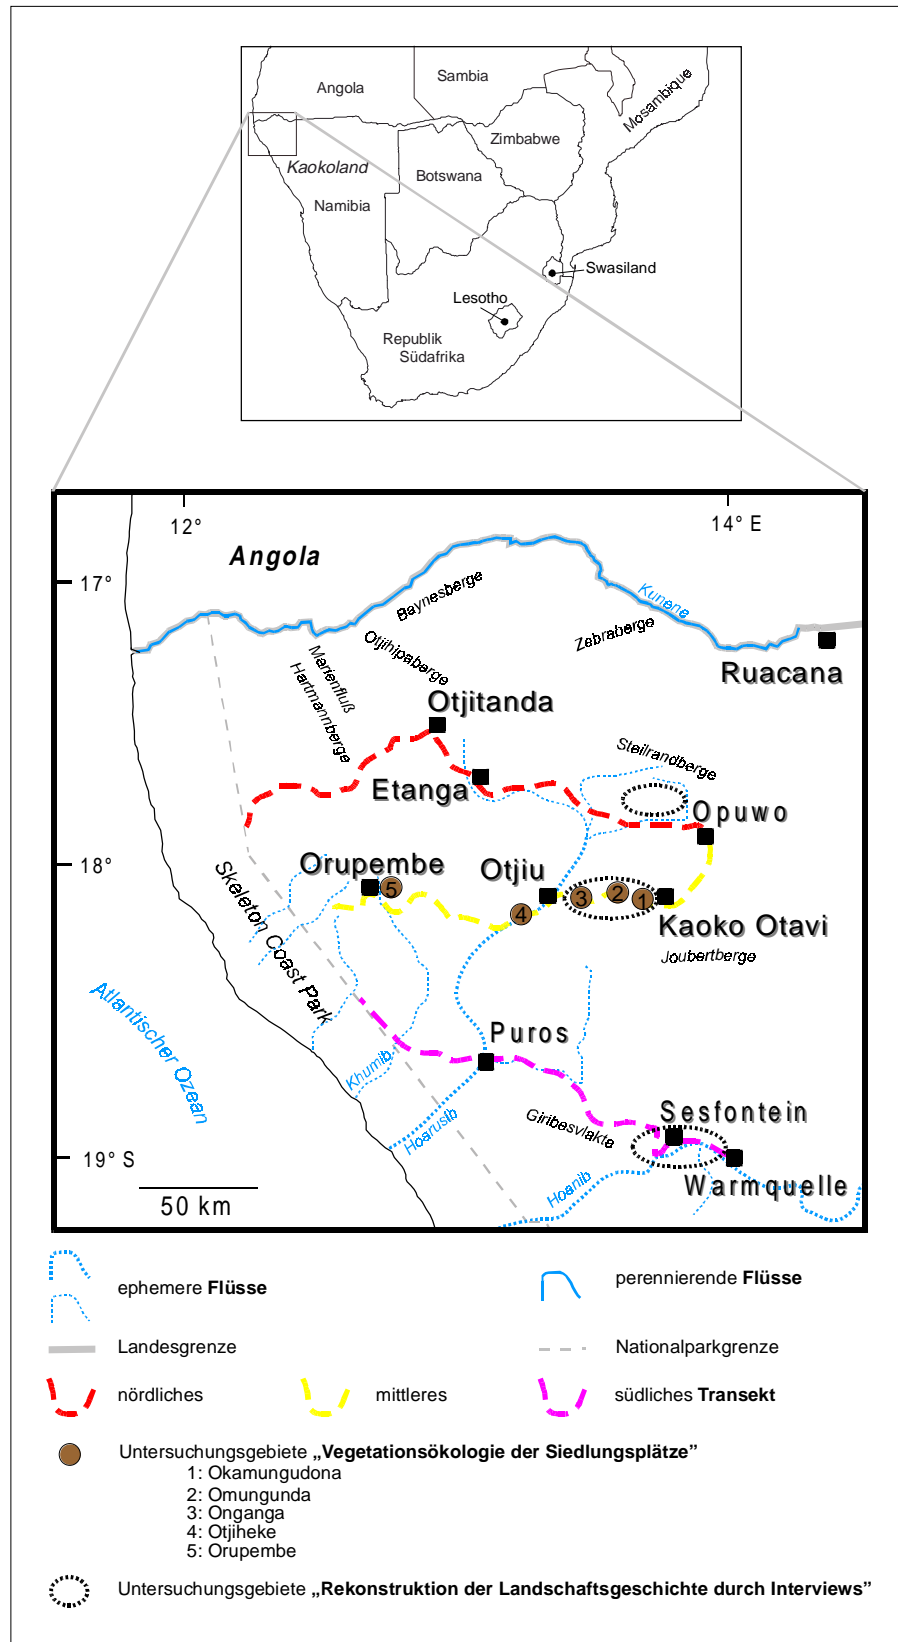 Angola
Sambia
Mosambique
Zimbabwe
Kaokoland
Botswana
Namibia
Swasiland
Lesotho
Republik
Südafrika
12°
14° E
Angola
17°
Baynesberge
Kunene
Zebraberge
Otjihipaberge
Marienfluß
Hartmannberge
Ruacana
Otjitanda
Steilrandberge
Etanga
Opuwo
18°
Orupembe
Otjiu
5
4
3
2
1
Kaoko Otavi
Joubertberge
Skeleton Coast Park
Atlantischer Ozean
Puros
Khumib
Hoarusib
Giribesvlakte
Sesfontein
19° S
Hoanib
Warmquelle
50 km
ephemere Flüsse
perennierende Flüsse
Landesgrenze
Nationalparkgrenze
nördliches
mittleres
südliches Transekt
Untersuchungsgebiete „Vegetationsökologie der Siedlungsplätze”
1: Okamungudona
2: Omungunda
3: Onganga
4: Otjiheke
5: Orupembe
Untersuchungsgebiete „Rekonstruktion der Landschaftsgeschichte durch Interviews”